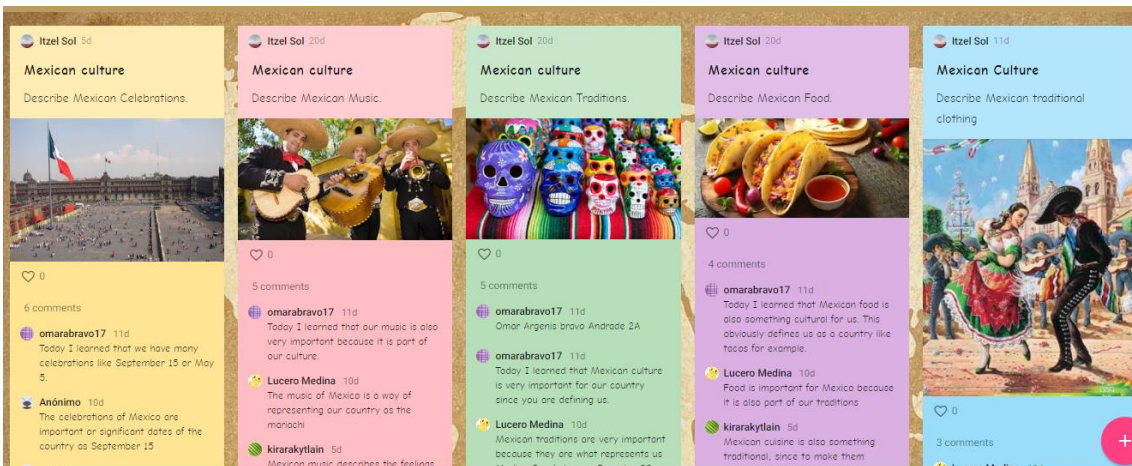 Itzel Sol 5d
Mexican culture
Describe Mexican Celebrations.
0
6 comments
omarabravo17 11d
Today I learned that we have many
celebrations like September 15 or May
5.
Anónimo 10d
The celebrations of Mexico are
important or significant dates of the
country as September 15
Itzel Sol 20d
Mexican culture
Describe Mexican Music.
0
5 comments
omarabravo17 11d
Today I learned that our music is also
very important because it is part of
our culture.
Lucero Medina 10d
The music of Mexico is a way of
representing our country as the
mariachi
kirarakytlain 5d
Mexican music describes the feelings
Itzel Sol 20d
Mexican culture
Describe Mexican Traditions.
0
5 comments
omarabravo17 11d
Omar Argenis bravo Andrade 2A
omarabravo17 11d
Today I learned that Mexican culture
is very important for our country
since you are defining us.
Lucero Medina 10d
Mexican traditions are very important
because they are what represents us
Itzel Sol 20d
Mexican culture
Describe Mexican Food.
0
4 comments
omarabravo17 11d
Today I learned that Mexican food is
also something cultural for us. This
obviously defines us as a country like
tacos for example.
Lucero Medina 10d
Food is important for Mexico because
it is also part of our traditions
kirarakytlain 5d
Mexican cuisine is also something
traditional, since to make them
Itzel Sol 11d
Mexican Culture
Describe Mexican traditional
clothing
0
3 comments
Lucero Medina 10d